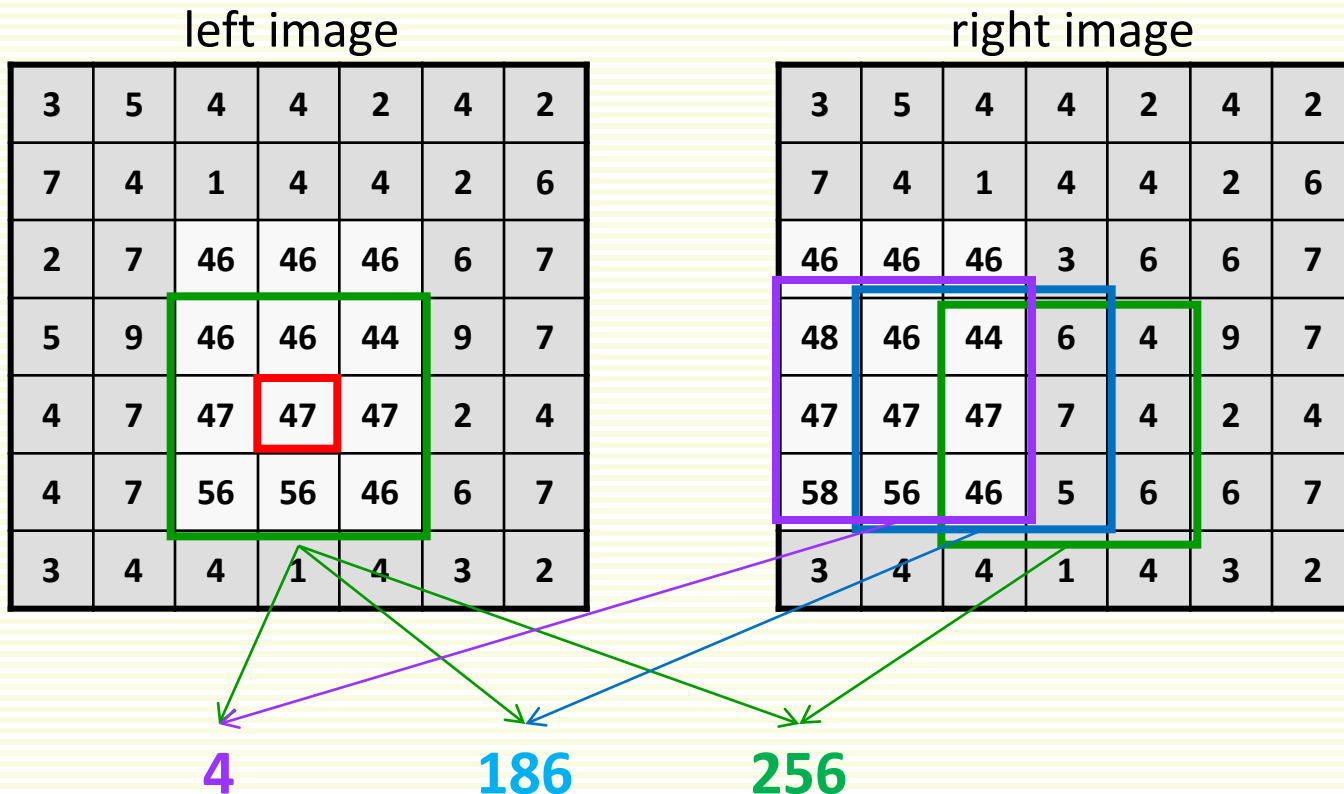 left image right image
3 5 4 4 2 4 2 3 5 4 4 2 4 2
7 4 1 4 4 2 6 7 4 1 4 4 2 6
2 7 46 46 46 6 7 46 46 46 3 6 6 7
5 9 46 46 44 9 7 48 46 44 6 4 9 7
4 7 47 47 47 2 4 47 47 47 7 4 2 4
4 7 56 56 46 6 7 58 56 46 5 6 6 7
3 4 4 1 4 3 2 3 4 4 1 4 3 2
4 186 256